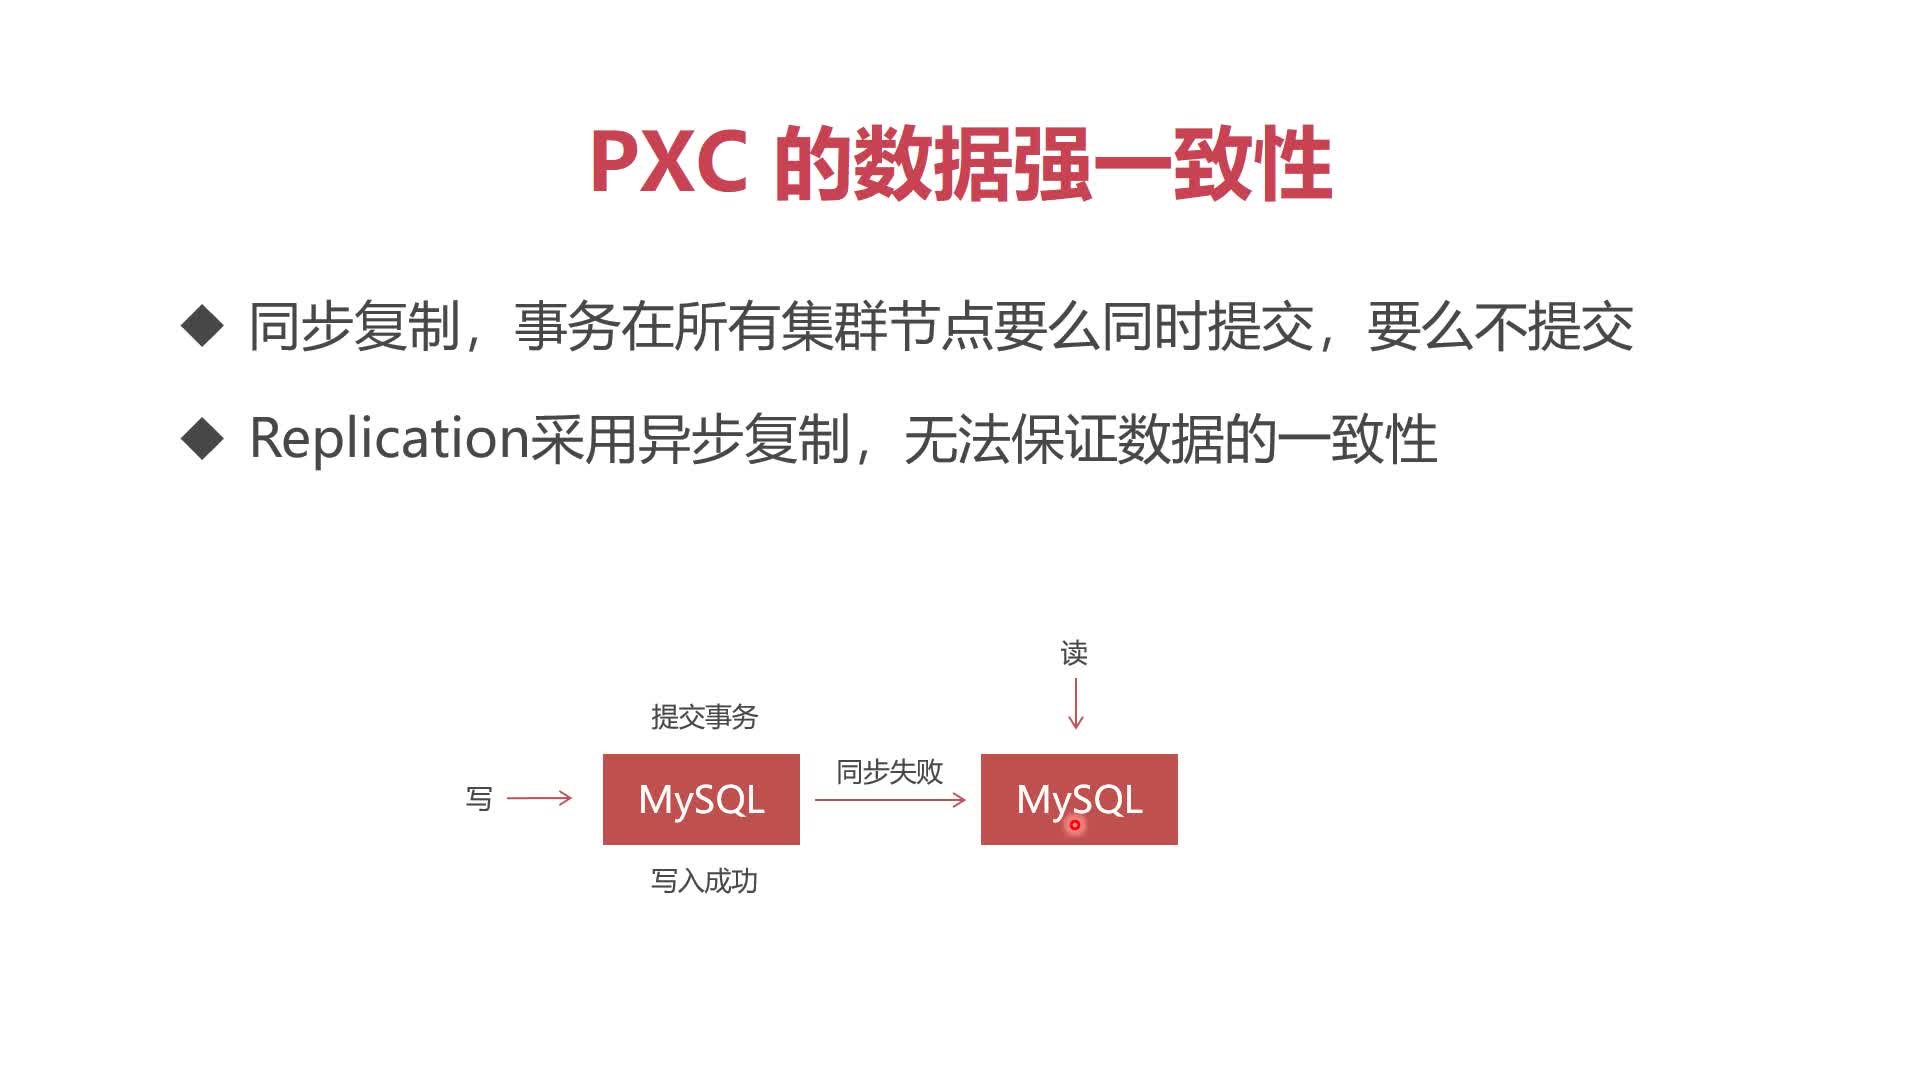 PXC 的数据强一致性
同步复制，事务在所有集群节点要么同时提交，要么不提交
Replication采用异步复制，无法保证数据的一致性
读
提交事务
同步失败
写
MySQL
MySQL
写入成功